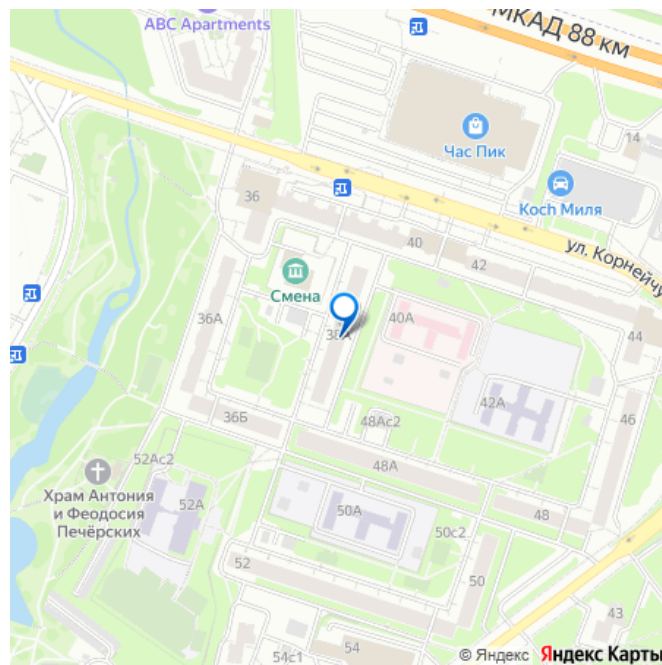 ABC Apartments
МКАД 88 км
14
Час Пик
Koch Миля
36
ул. Корнейчу
40
42
Смена
36А
40А
44
36Б
48Ас2
42А
46
48А
52Ас2
Храм Антония
и Феодосия
Печёрских
52А
50А
48
50с2
52
50
43
54
54с1
© Яндекс Яндекс Карты